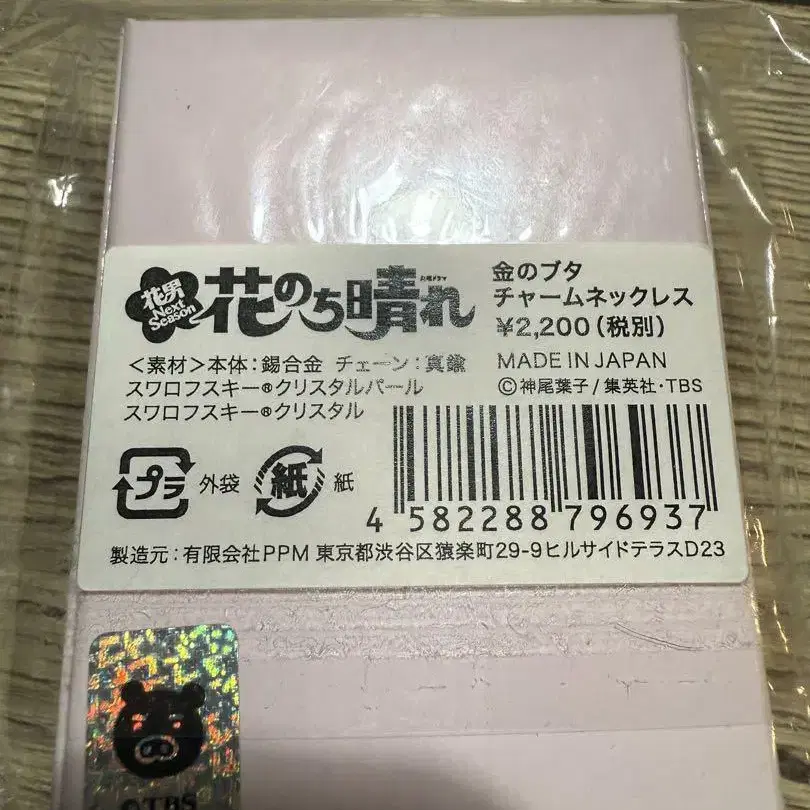 花男
Next
Season
火曜ドラマ
花のち晴れ
金のブタ
チャームネックレス
¥2,200(税別)
<素材>本体:錫合金 チェーン:真鍮
スワロフスキー®クリスタルパール
スワロフスキー®クリスタル
MADE IN JAPAN
©神尾葉子/集英社・TBS
プラ 外袋 紙 紙
4 582288 796937
製造元:有限会社PPM 東京都渋谷区猿楽町29-9ヒルサイドテラスD23
©TBS